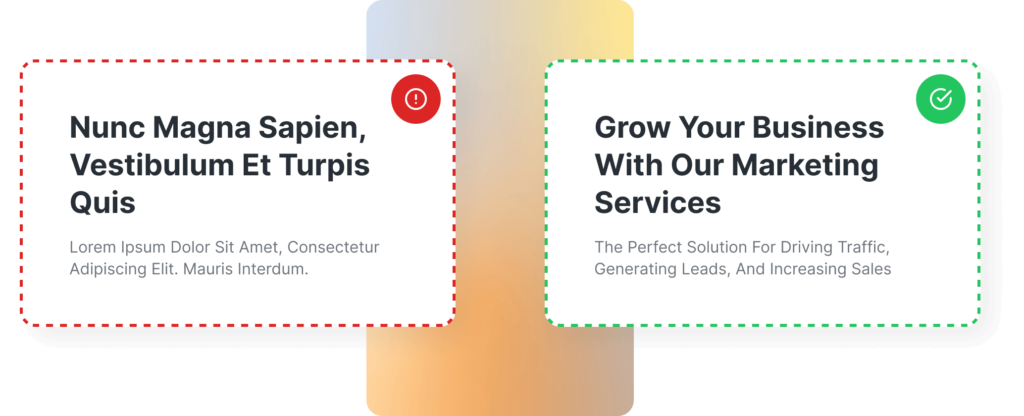 Nunc Magna Sapien,
Vestibulum Et Turpis
Quis
Lorem Ipsum Dolor Sit Amet, Consectetur
Adipiscing Elit. Mauris Interdum.
Grow Your Business
With Our Marketing
Services
The Perfect Solution For Driving Traffic,
Generating Leads, And Increasing Sales